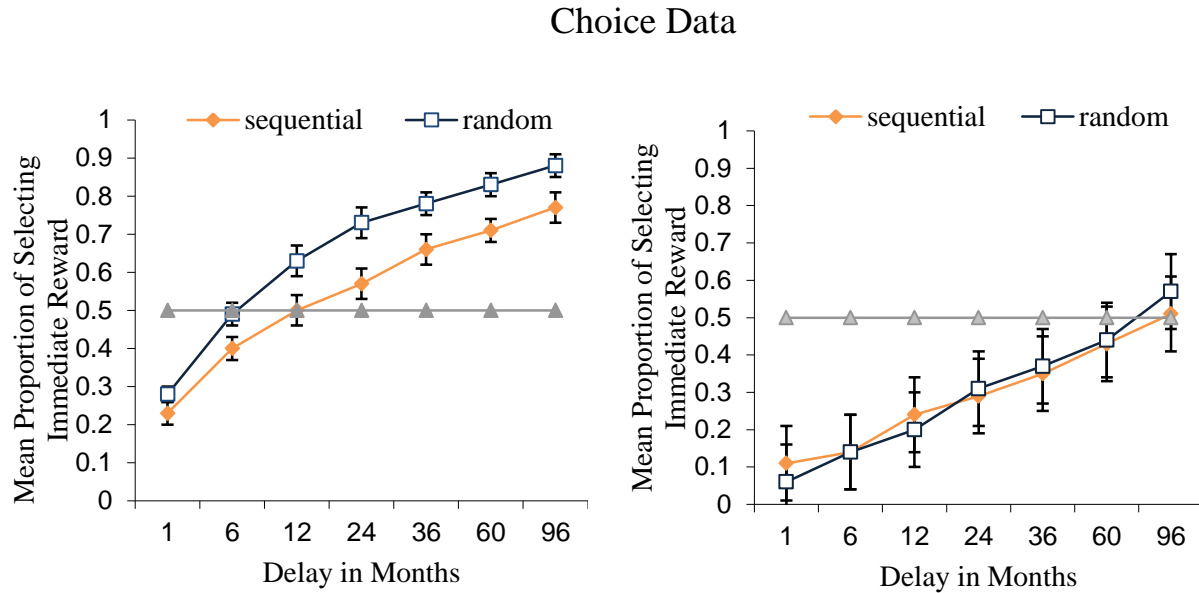 Choice Data
sequential random
Mean Proportion of Selecting
Immediate Reward
1
0.9
0.8
0.7
0.6
0.5
0.4
0.3
0.2
0.1
0
1 6 12 24 36 60 96
Delay in Months
sequential random
Mean Proportion of Selecting
Immediate Reward
1
0.9
0.8
0.7
0.6
0.5
0.4
0.3
0.2
0.1
0
1 6 12 24 36 60 96
Delay in Months